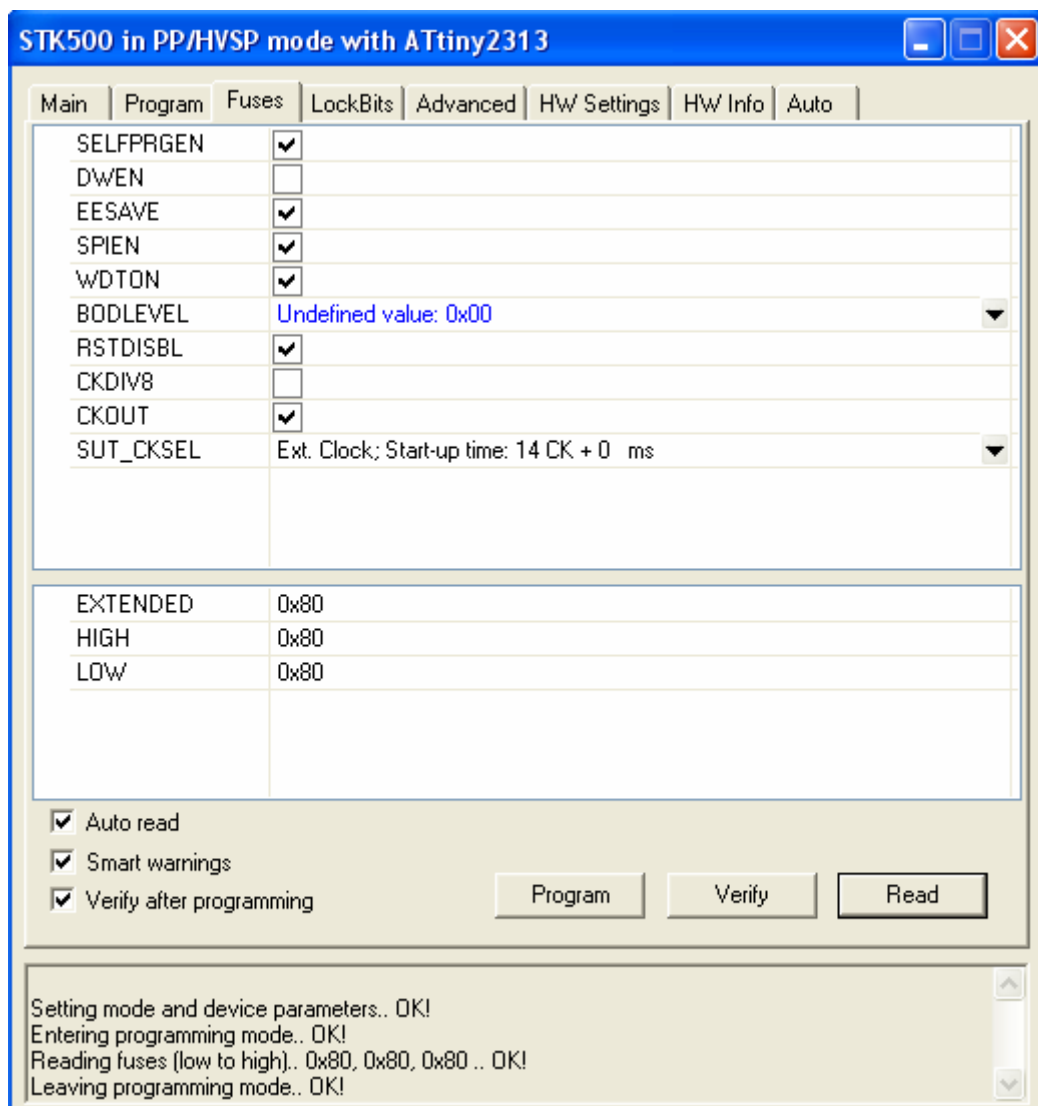 STK500 in PP/HVSP mode with ATtiny2313
Main Program Fuses LockBits Advanced HW Settings HW Info Auto
SELFPRGEN
DWEN
EESAVE
SPIEN
WDTON
BODLEVEL Undefined value: 0x00
RSTDISBL
CKDIV8
CKOUT
SUT_CKSEL Ext. Clock; Start-up time: 14 CK + 0 ms
EXTENDED 0x80
HIGH 0x80
LOW 0x80
Auto read
Smart warnings
Verify after programming
Program Verify Read
Setting mode and device parameters.. OK!
Entering programming mode.. OK!
Reading fuses (low to high).. 0x80, 0x80, 0x80 .. OK!
Leaving programming mode.. OK!